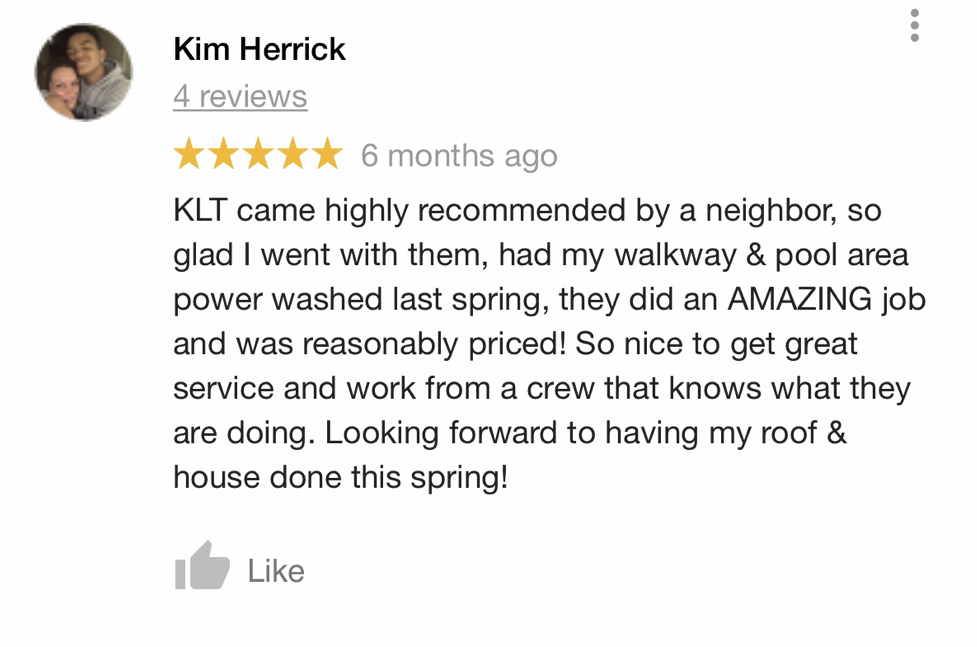 Kim Herrick
4 reviews
6 months ago
KLT came highly recommended by a neighbor, so
glad I went with them, had my walkway & pool area
power washed last spring, they did an AMAZING job
and was reasonably priced! So nice to get great
service and work from a crew that knows what they
are doing. Looking forward to having my roof &
house done this spring!
Like